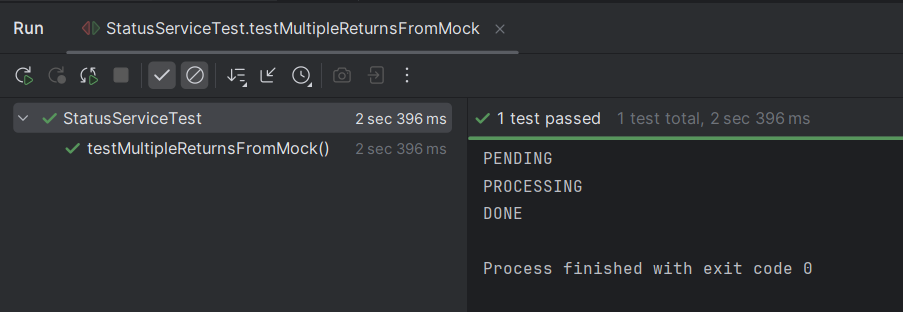 Run StatusServiceTest.testMultipleReturnsFromMock
StatusServiceTest 2 sec 396 ms
testMultipleReturnsFromMock() 2 sec 396 ms
1 test passed 1 test total, 2 sec 396 ms
PENDING
PROCESSING
DONE
Process finished with exit code 0